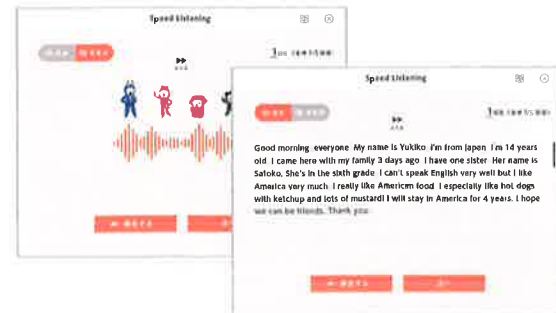 Speed Listening
Speed Listening
Good morning everyone My name is Yukiko I'm from Japan I'm 14 years
old I came here with my family 3 days ago I have one sister Her name is
Satoko, She's in the sixth grade I can't speak English very well but I like
America very much I really like American food I especially like hot dogs
with ketchup and lots of mustard! I will stay in America for 4 years. I hope
we can be friends. Thank you